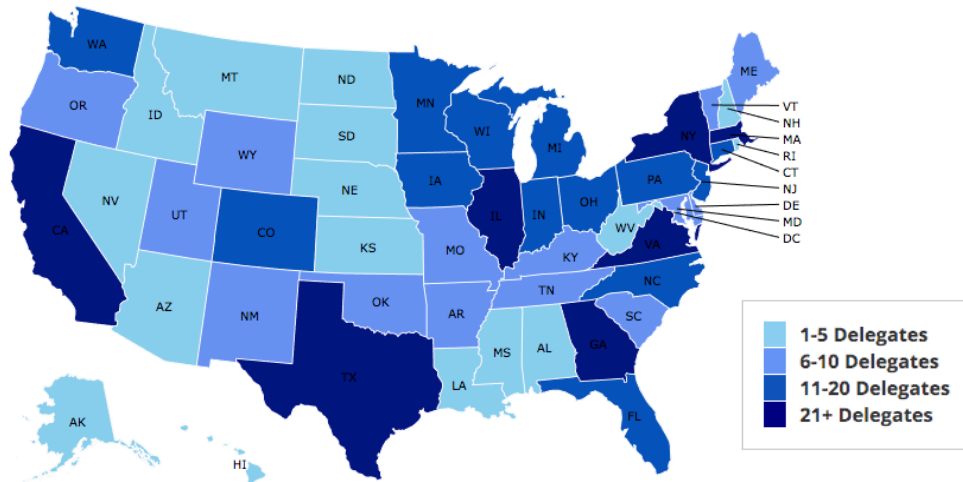 WA
MT
ND
MN
ME
VT
NH
OR
ID
SD
WI
MI
NY
MA
RI
CT
WY
NE
IA
PA
NJ
NV
UT
CO
KS
MO
IL
IN
OH
WV
VA
DE
MD
DC
CA
KY
AZ
NM
OK
AR
TN
NC
SC
TX
LA
MS
AL
GA
FL
AK
HI
1-5 Delegates
6-10 Delegates
11-20 Delegates
21+ Delegates